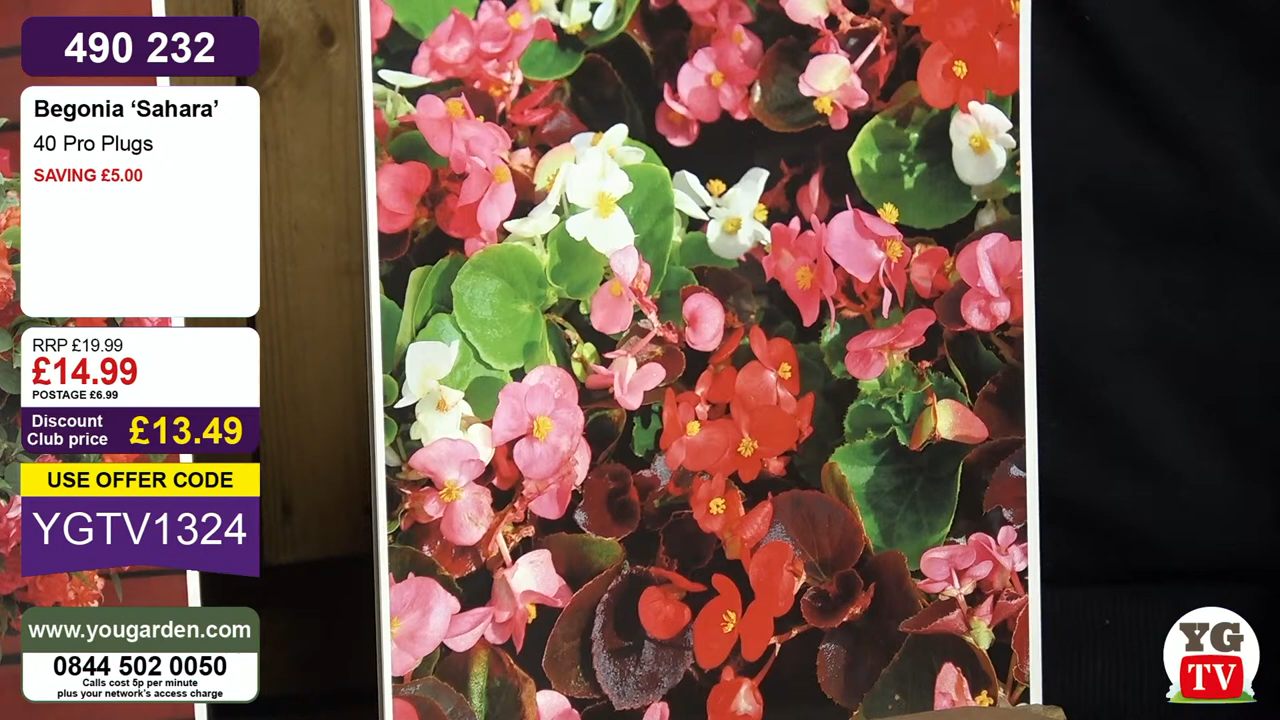 490 232
Begonia ‘Sahara’
40 Pro Plugs
SAVING £5.00
RRP £19.99
£14.99
POSTAGE £6.99
Discount
Club price £13.49
USE OFFER CODE
YGTV1324
www.yougarden.com
0844 502 0050
Calls cost 5p per minute
plus your network's access charge
YG
TV